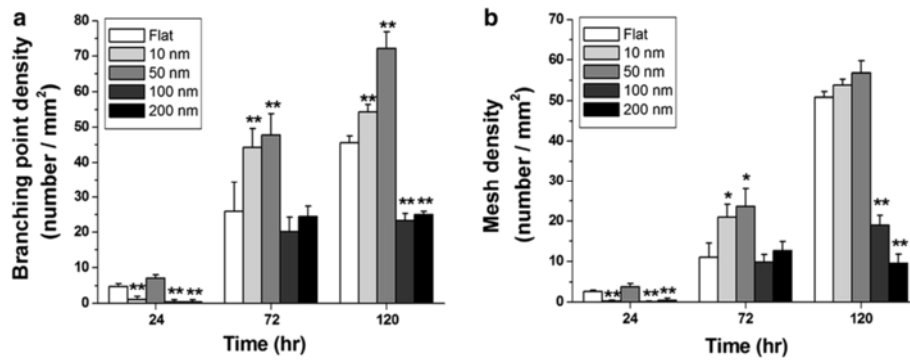 a
Branching point density
(number / mm²)
80
70
60
50
40
30
20
10
0
Flat
10 nm
50 nm
100 nm
200 nm
**
** **
** **
**
**
** **
24
72
120
Time (hr)
b
Mesh density
(number / mm²)
70
60
50
40
30
20
10
0
Flat
10 nm
50 nm
100 nm
200 nm
**
** **
*
*
**
**
24
72
120
Time (hr)